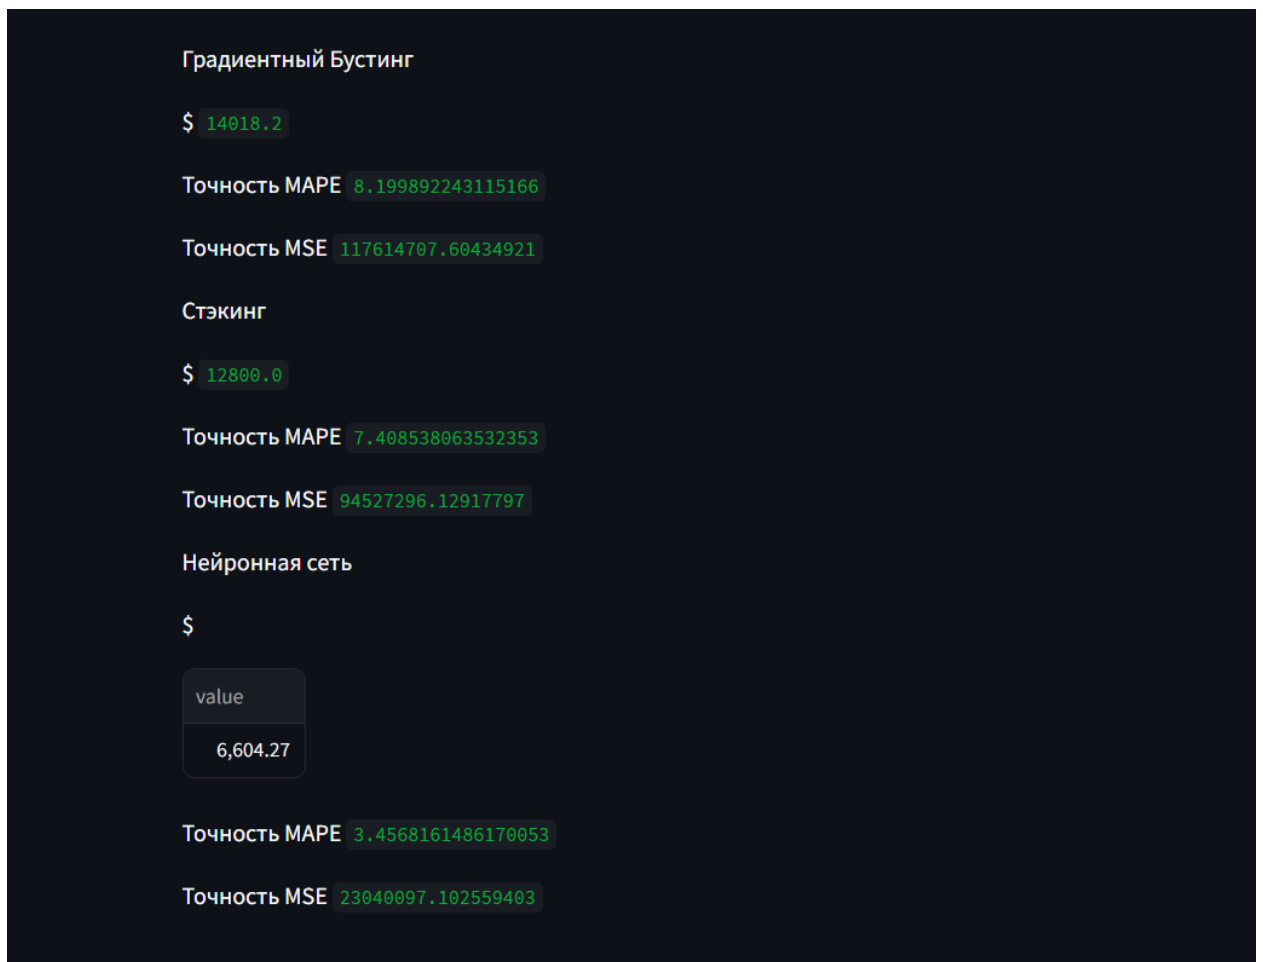 Градиентный Бустинг
$ 14018.2
Точность MAPE 8.199892243115166
Точность MSE 117614707.60434921
Стэкинг
$ 12800.0
Точность MAPE 7.408538063532353
Точность MSE 94527296.12917797
Нейронная сеть
$
value
6,604.27
Точность MAPE 3.4568161486170053
Точность MSE 23040097.102559403